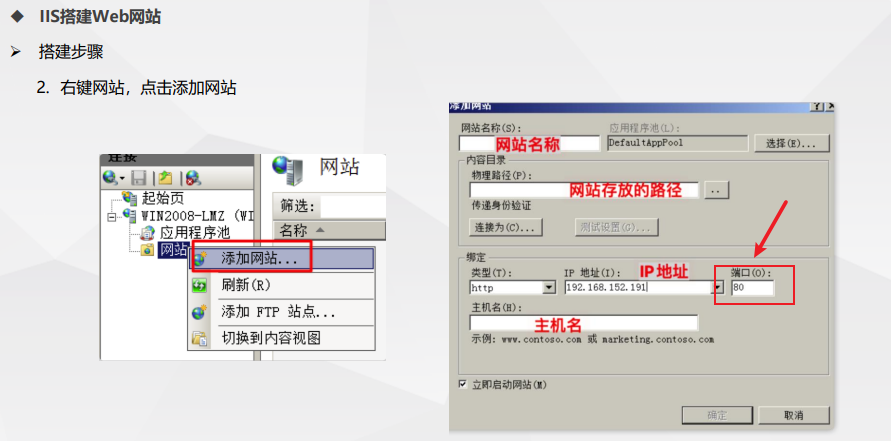 ◆ IIS搭建Web网站
➢ 搭建步骤
2. 右键网站，点击添加网站
连接
起始页
WIN2008-LMZ (WI
应用程序池
网站
网站
筛选:
名称
添加网站...
刷新(R)
添加 FTP 站点...
切换到内容视图
添加网站
网站名称(S):
应用程序池(L):
网站名称
DefaultAppPool
选择(E)...
内容目录
物理路径(P):
网站存放的路径
..
传递身份验证
连接为(C)...
测试设置(G)...
绑定
类型(T):
IP 地址(I):
IP地址
端口(O):
http
192.168.152.191
80
主机名(H):
主机名
示例: www.contoso.com 或 marketing.contoso.com
立即启动网站(M)
确定
取消